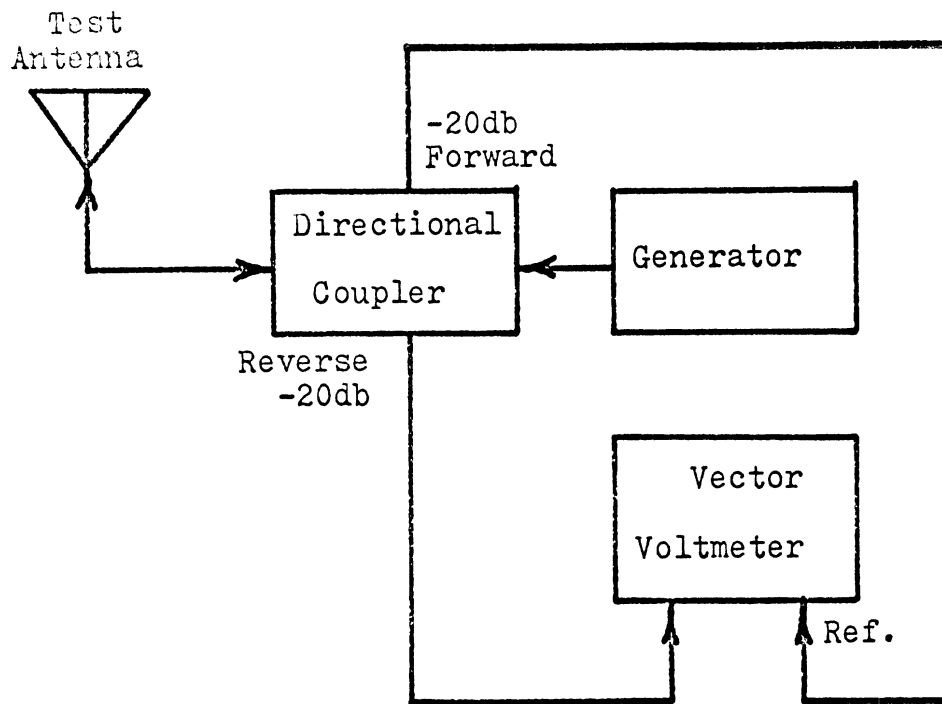 Test
Antenna
-20db
Forward
Directional
Coupler
Generator
Reverse
-20db
Vector
Voltmeter
Ref.